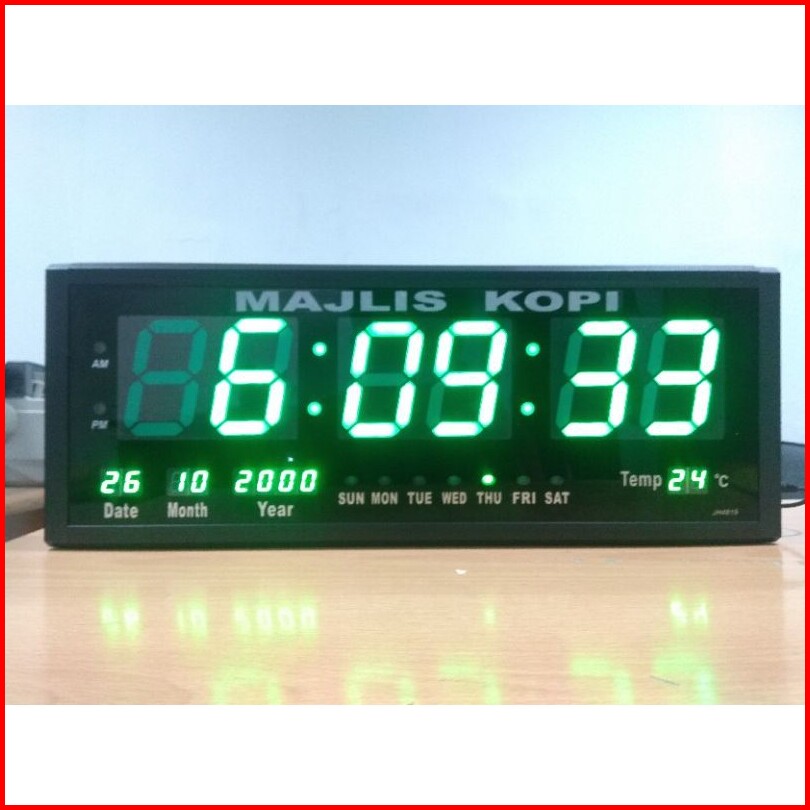 MAJLIS KOPI
AM
6:09:33
PM
26 10 2000
Date Month Year
SUN MON TUE WED THU FRI SAT
Temp 24 °C